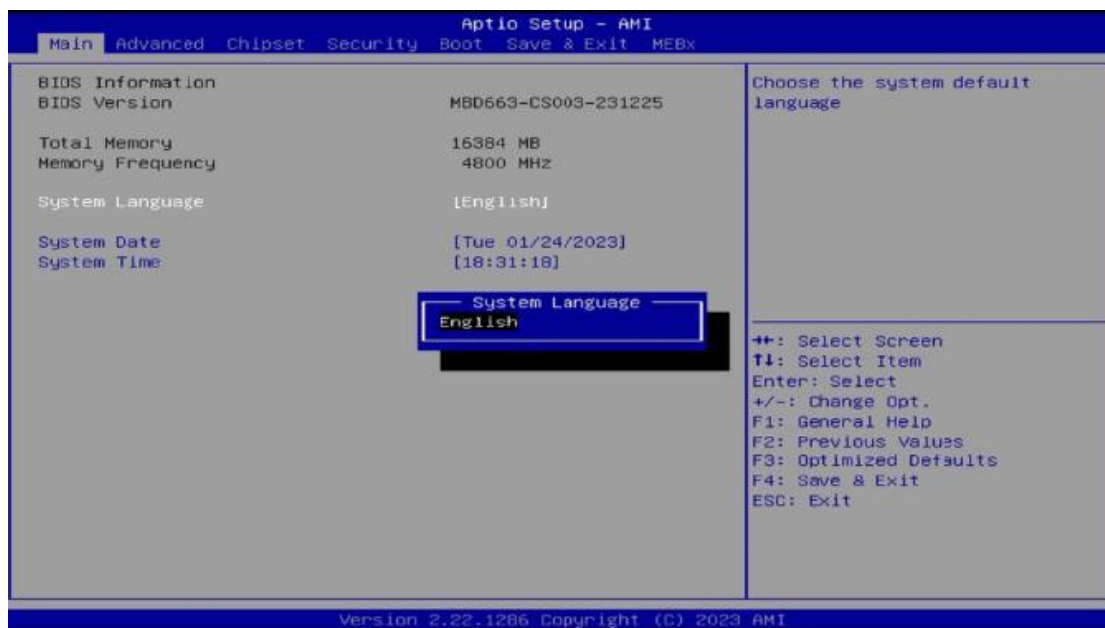 Aptio Setup - AMI
Main Advanced Chipset Security Boot Save & Exit MEBx
BIOS Information
BIOS Version MBD663-CS003-231225
Total Memory 16384 MB
Memory Frequency 4800 MHz
System Language [English]
System Date [Tue 01/24/2023]
System Time [18:31:18]
System Language
English
Choose the system default
language
→←: Select Screen
↑↓: Select Item
Enter: Select
+/-: Change Opt.
F1: General Help
F2: Previous Values
F3: Optimized Defaults
F4: Save & Exit
ESC: Exit
Version 2.22.1286 Copyright (C) 2023 AMI